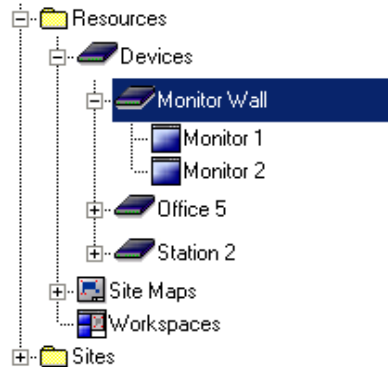 Resources
Devices
Monitor Wall
Monitor 1
Monitor 2
Office 5
Station 2
Site Maps
Workspaces
Sites